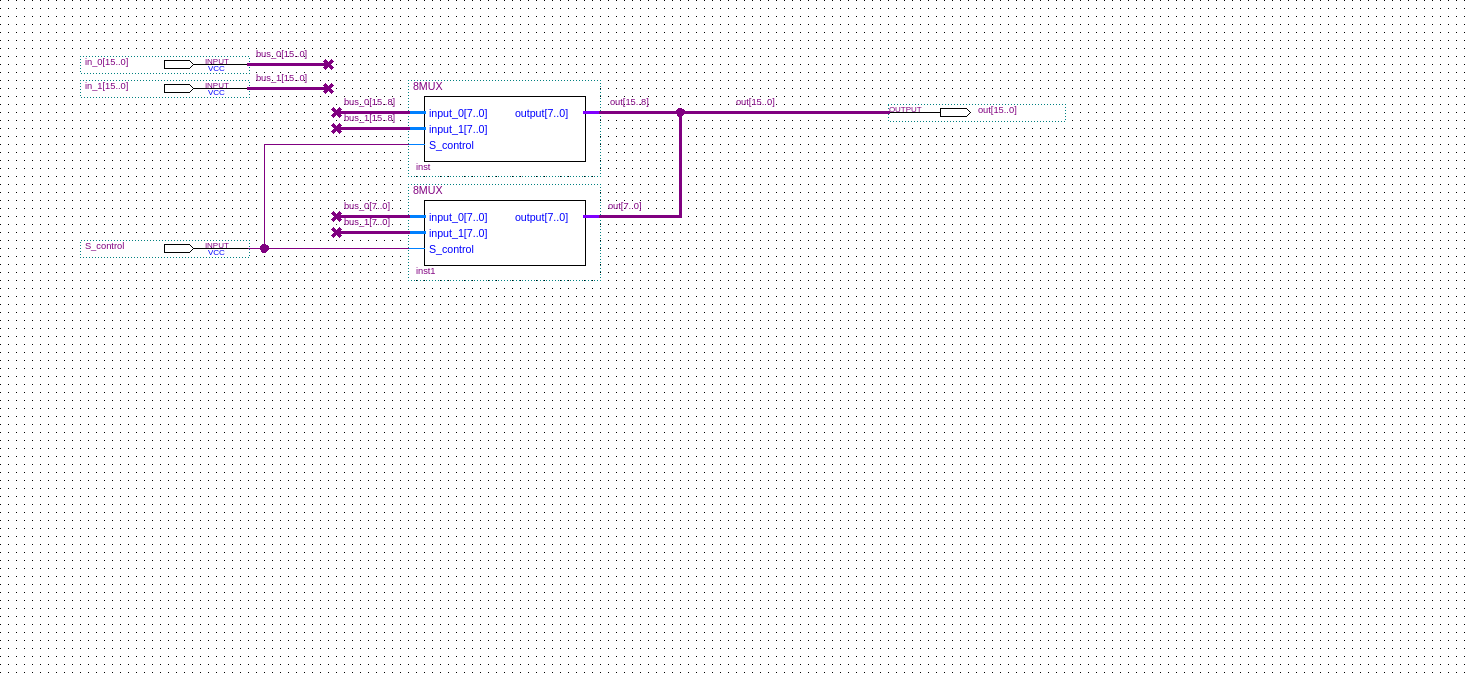 bus_0[15..0]
in_0[15..0]
INPUT
VCC
bus_1[15..0]
in_1[15..0]
INPUT
VCC
8MUX
bus_0[15..8]
input_0[7..0]
output[7..0]
out[15..8]
out[15..0]
OUTPUT
out[15..0]
bus_1[15..8]
input_1[7..0]
S_control
inst
8MUX
bus_0[7..0]
input_0[7..0]
output[7..0]
out[7..0]
bus_1[7..0]
input_1[7..0]
S_control
INPUT
VCC
S_control
inst1